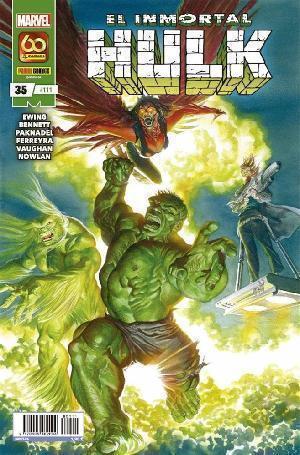 MARVEL
EL INMORTAL
HULK
60
PANINI COMICS
35
#111
EWING
BENNETT
PAKNADEL
FERREYRA
VAUGHAN
NOWLAN